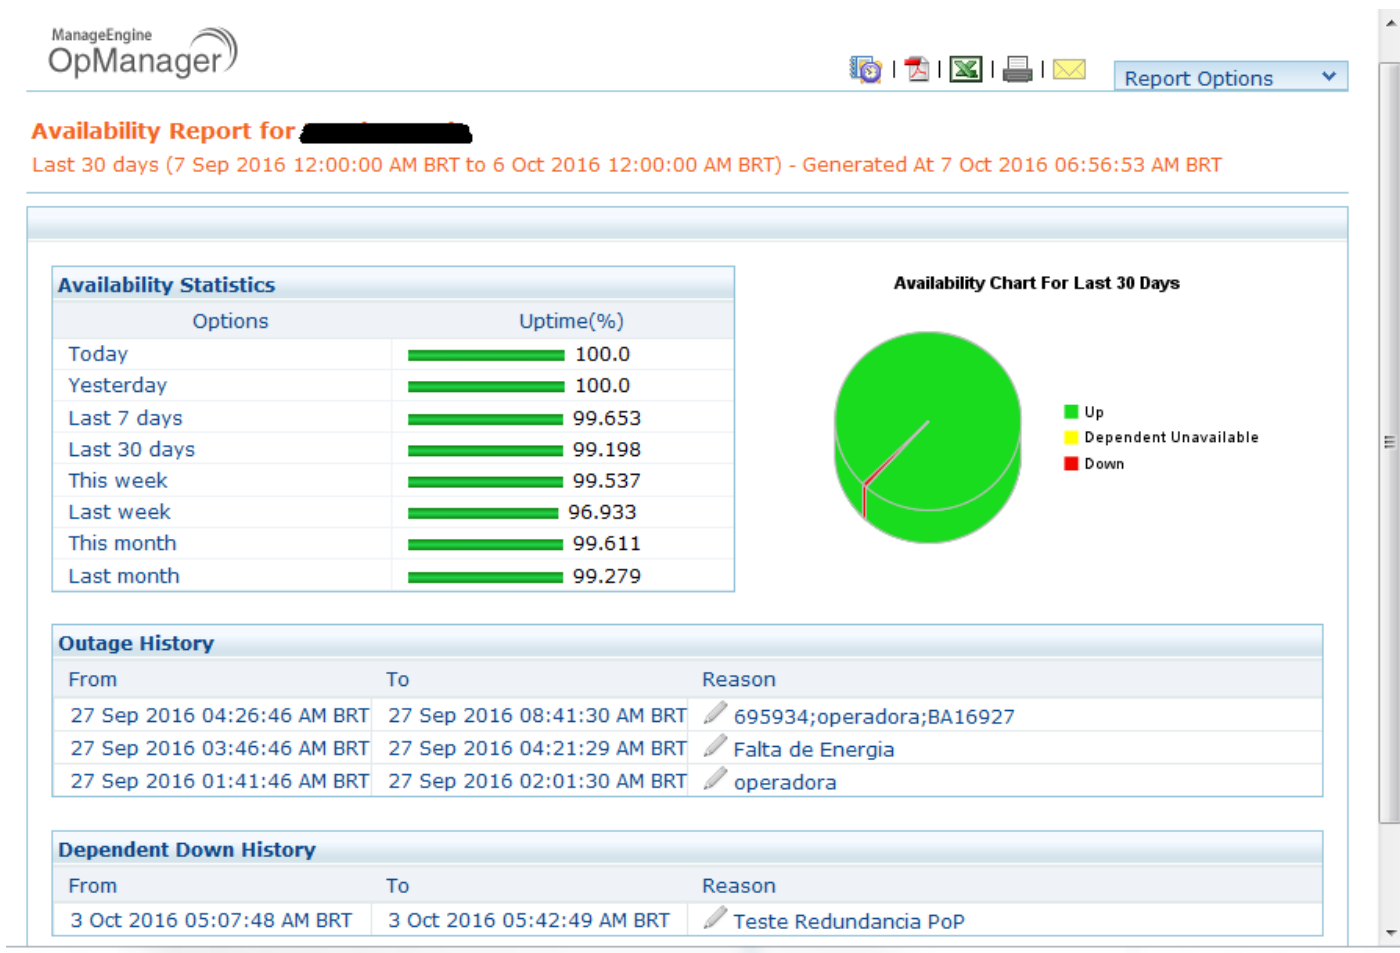 ManageEngine
OpManager
Report Options
Availability Report for
Last 30 days (7 Sep 2016 12:00:00 AM BRT to 6 Oct 2016 12:00:00 AM BRT) - Generated At 7 Oct 2016 06:56:53 AM BRT
Availability Statistics
Options Uptime(%)
Today 100.0
Yesterday 100.0
Last 7 days 99.653
Last 30 days 99.198
This week 99.537
Last week 96.933
This month 99.611
Last month 99.279
Availability Chart For Last 30 Days
Up
Dependent Unavailable
Down
Outage History
From To Reason
27 Sep 2016 04:26:46 AM BRT 27 Sep 2016 08:41:30 AM BRT 695934;operadora;BA16927
27 Sep 2016 03:46:46 AM BRT 27 Sep 2016 04:21:29 AM BRT Falta de Energia
27 Sep 2016 01:41:46 AM BRT 27 Sep 2016 02:01:30 AM BRT operadora
Dependent Down History
From To Reason
3 Oct 2016 05:07:48 AM BRT 3 Oct 2016 05:42:49 AM BRT Teste Redundancia PoP